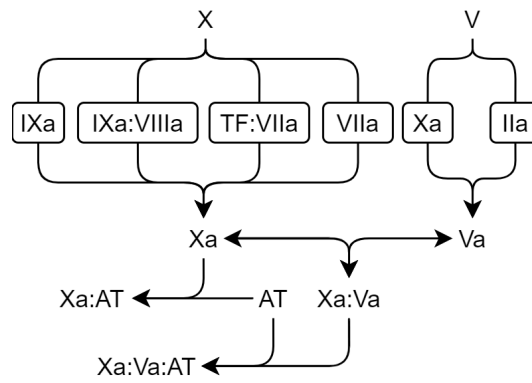 X V
IXa IXa:VIIIa TF:VIIa VIIa Xa IIa
Xa Va
Xa:AT AT Xa:Va
Xa:Va:AT